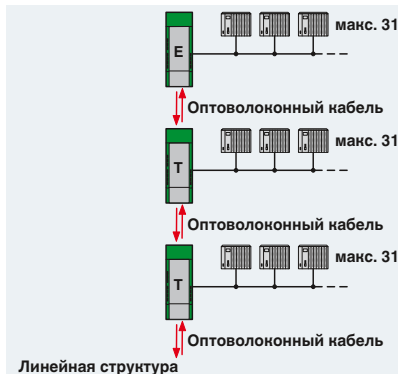 макс. 31
E
Оптоволоконный кабель
макс. 31
T
Оптоволоконный кабель
макс. 31
T
Оптоволоконный кабель
Линейная структура